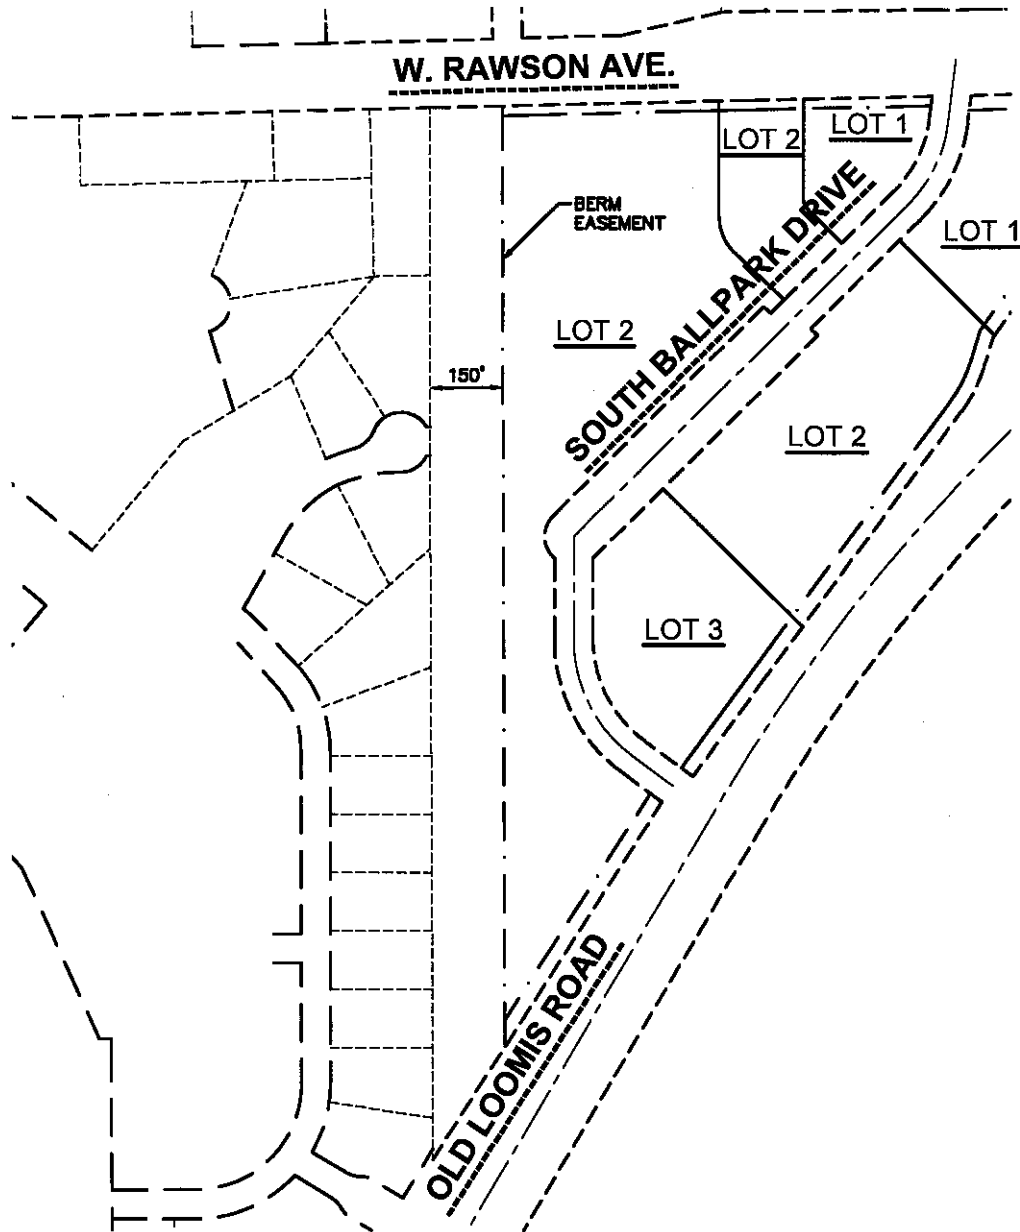 W. RAWSON AVE.
LOT 2
LOT 1
BERM
EASEMENT
LOT 1
SOUTH BALLPARK DRIVE
LOT 2
150'
LOT 2
LOT 3
OLD LOOMIS ROAD